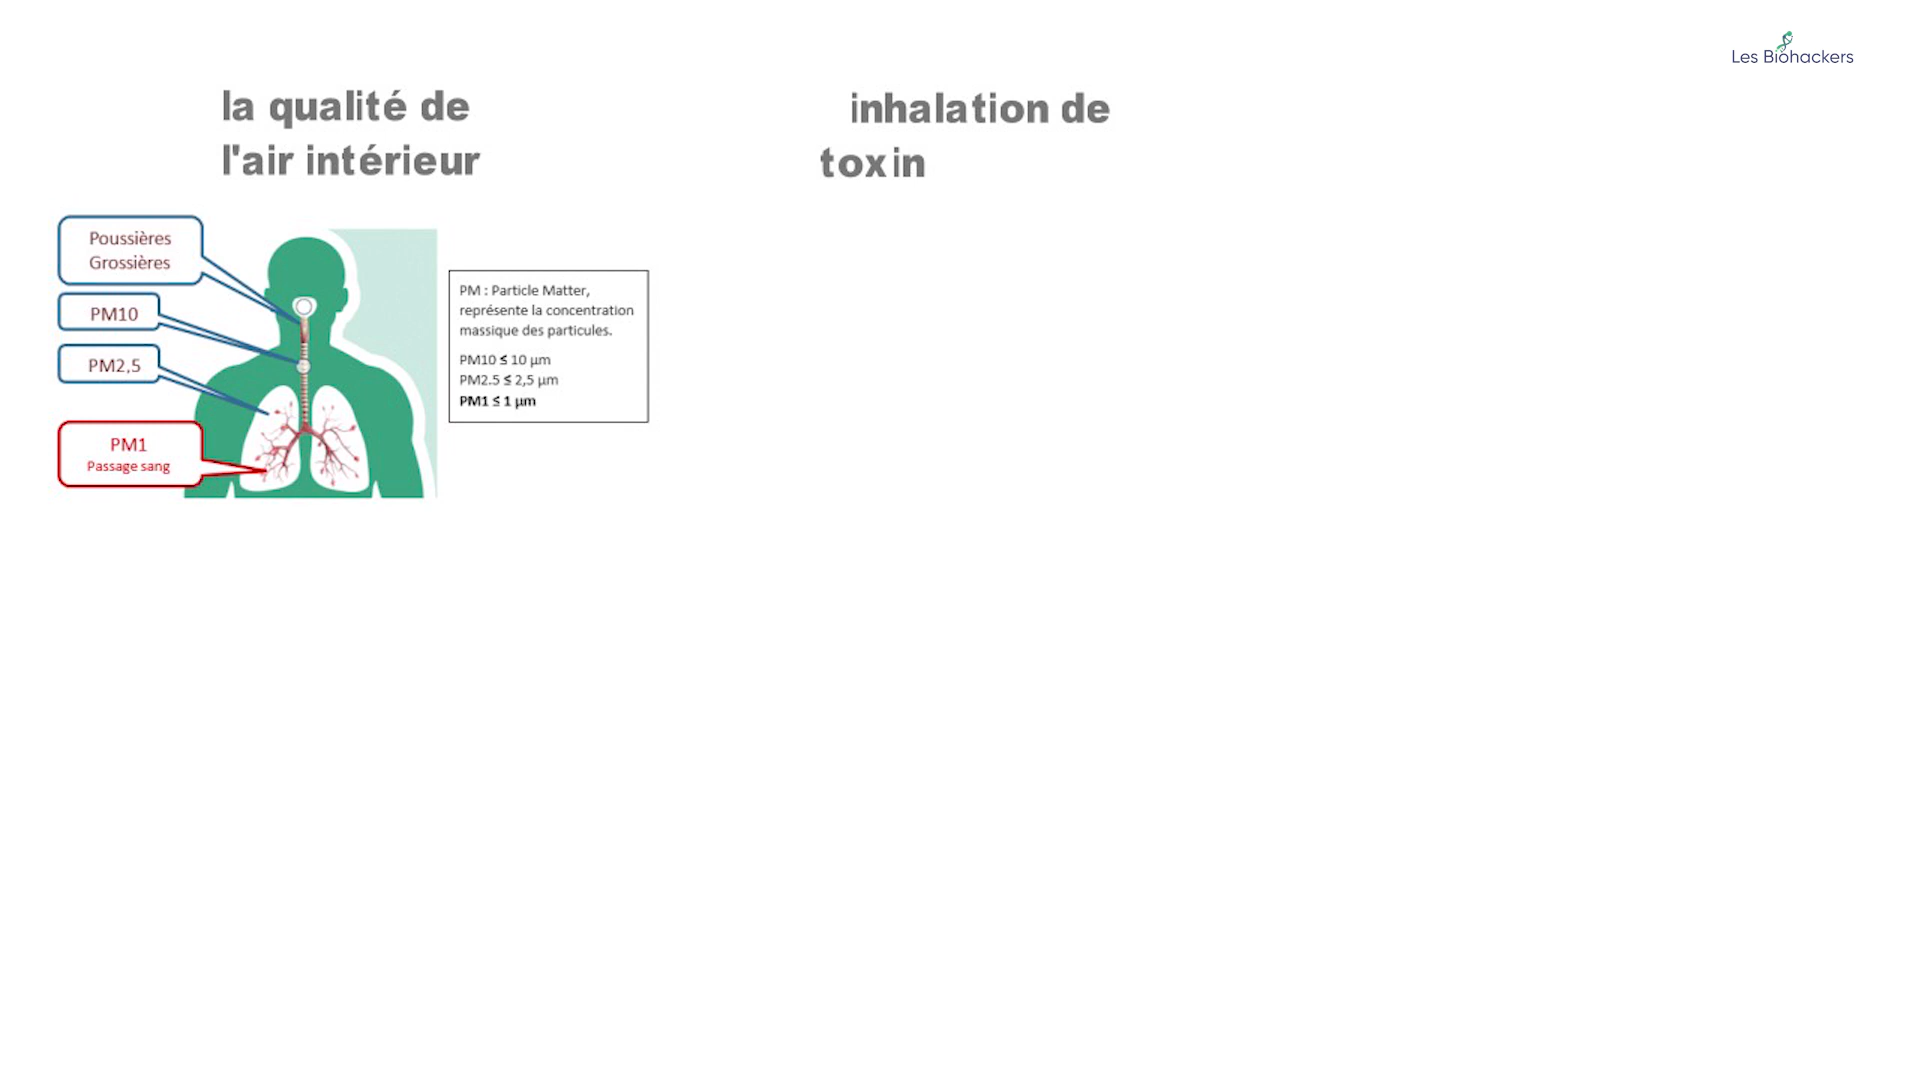 Les Biohackers
la qualité de
l'air intérieur
inhalation de
toxin
Poussières
Grossières
PM10
PM2,5
PM1
Passage sang
PM : Particle Matter,
représente la concentration
massique des particules.
PM10 ≤ 10 µm
PM2.5 ≤ 2,5 µm
PM1 ≤ 1 µm